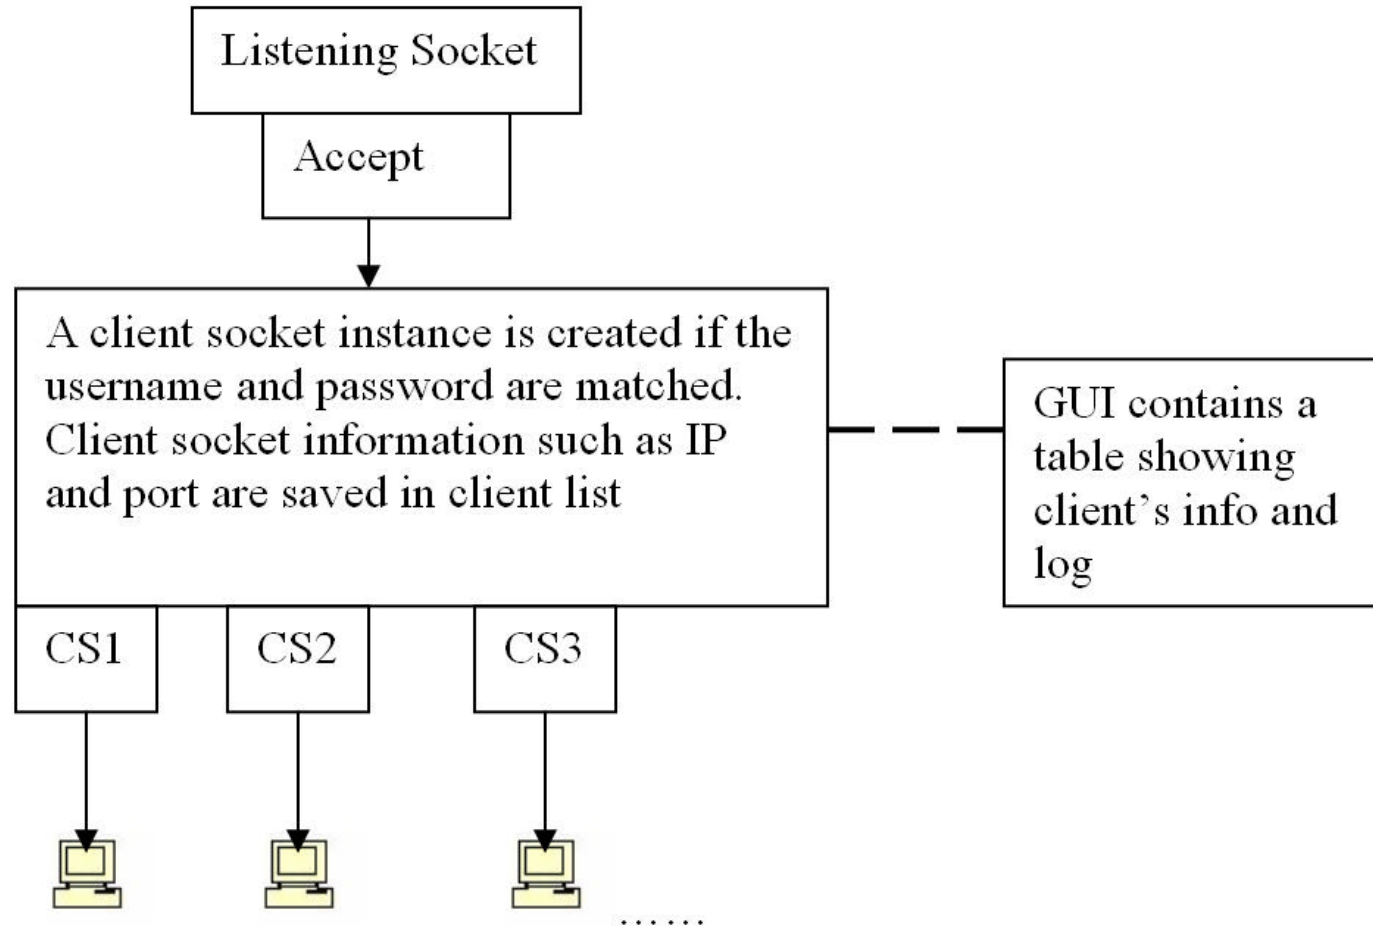 Listening Socket
Accept
A client socket instance is created if the
username and password are matched.
Client socket information such as IP
and port are saved in client list
GUI contains a
table showing
client’s info and
log
CS1
CS2
CS3
......